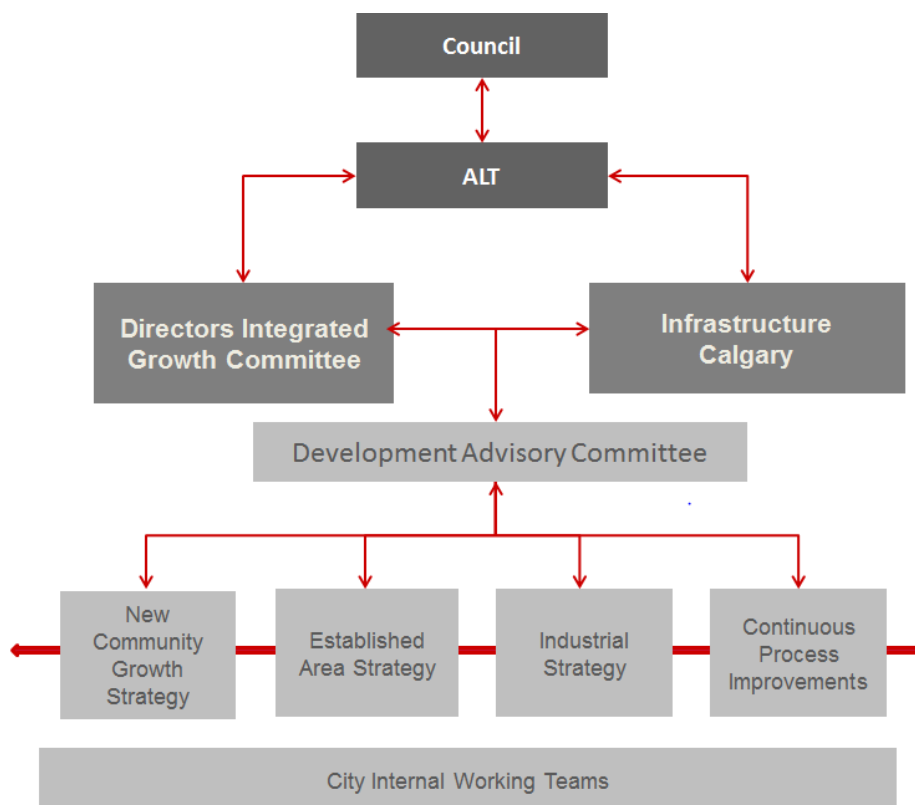 Council
ALT
Directors Integrated
Growth Committee
Infrastructure
Calgary
Development Advisory Committee
New
Community
Growth
Strategy
Established
Area Strategy
Industrial
Strategy
Continuous
Process
Improvements
City Internal Working Teams